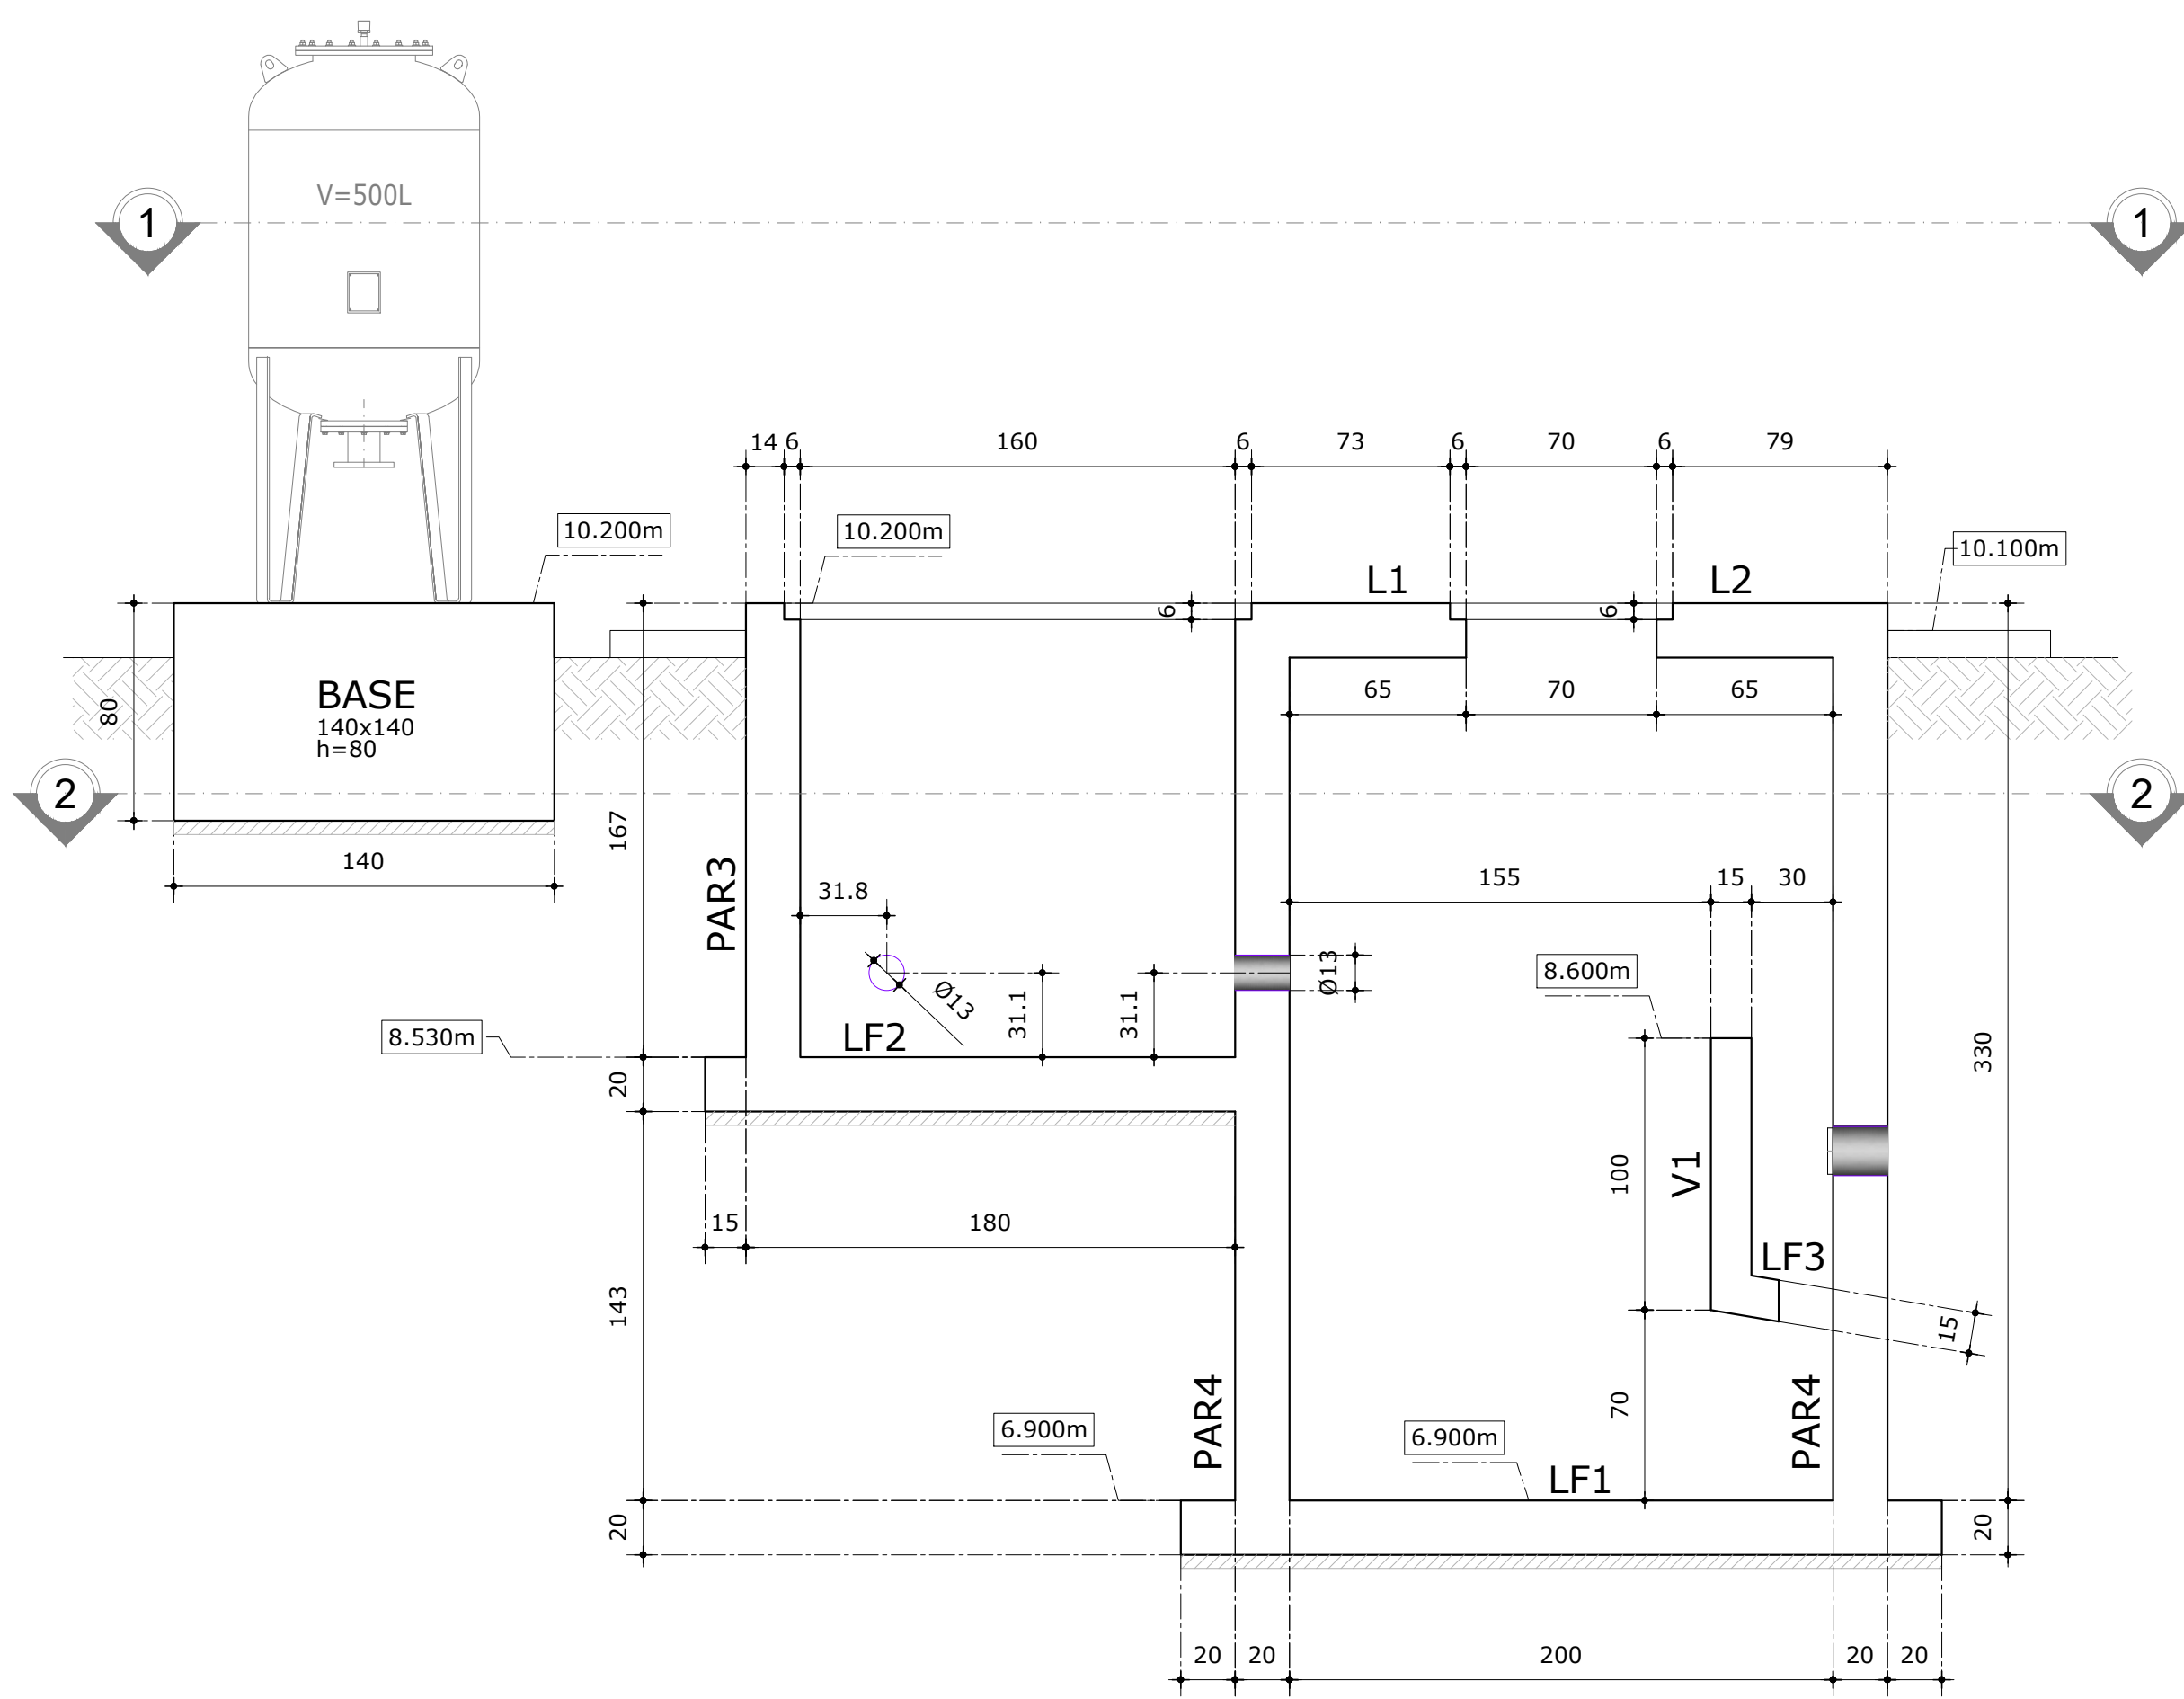 V=500L
1
1
14
6
160
6
73
6
70
6
79
10.200m
10.200m
10.100m
L1
L2
6
6
BASE
140x140
h=80
80
65
70
65
2
2
140
167
PAR3
31.8
155
15
30
Ø13
Ø13
31.1
31.1
8.600m
8.530m
LF2
330
20
100
V1
15
180
LF3
143
15
PAR4
70
PAR4
6.900m
6.900m
LF1
20
20
20
20
200
20
20